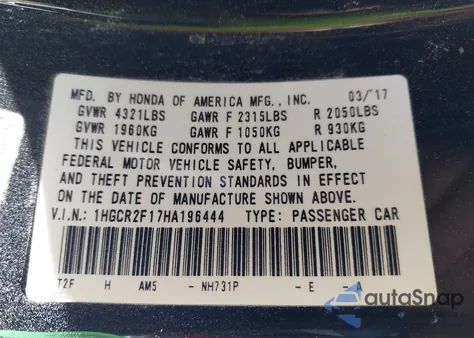 MFD. BY HONDA OF AMERICA MFG., INC. 03/'17
GVWR 4321LBS GAWR F 2315LBS R 2050LBS
GVWR 1960KG GAWR F 1050KG R 930KG
THIS VEHICLE CONFORMS TO ALL APPLICABLE
FEDERAL MOTOR VEHICLE SAFETY, BUMPER,
AND THEFT PREVENTION STANDARDS IN EFFECT
ON THE DATE OF MANUFACTURE SHOWN ABOVE.
V.I.N.: 1HGCR2F17HA196444 TYPE: PASSENGER CAR
T2F H AM5 - NH731P - E - A
autoSnap